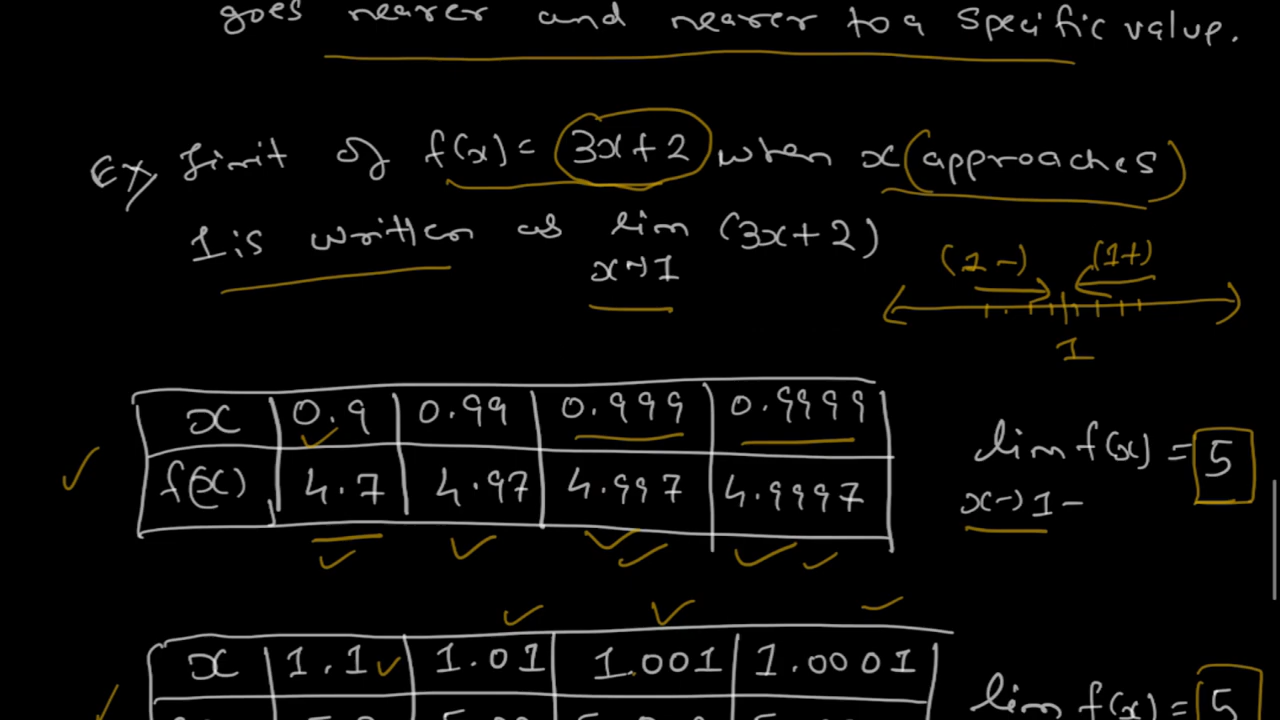 goes nearer and nearer to a specific value.
Ex, limit of f(x) = 3x+2 when x approaches
1 is written as lim (3x+2)
x→1
(1-) (1+)
1
x 0.9 0.99 0.999 0.9999
f(x) 4.7 4.97 4.997 4.9997
lim f(x) = 5
x→1-
x 1.1 1.01 1.001 1.0001
lim f(x) = 5